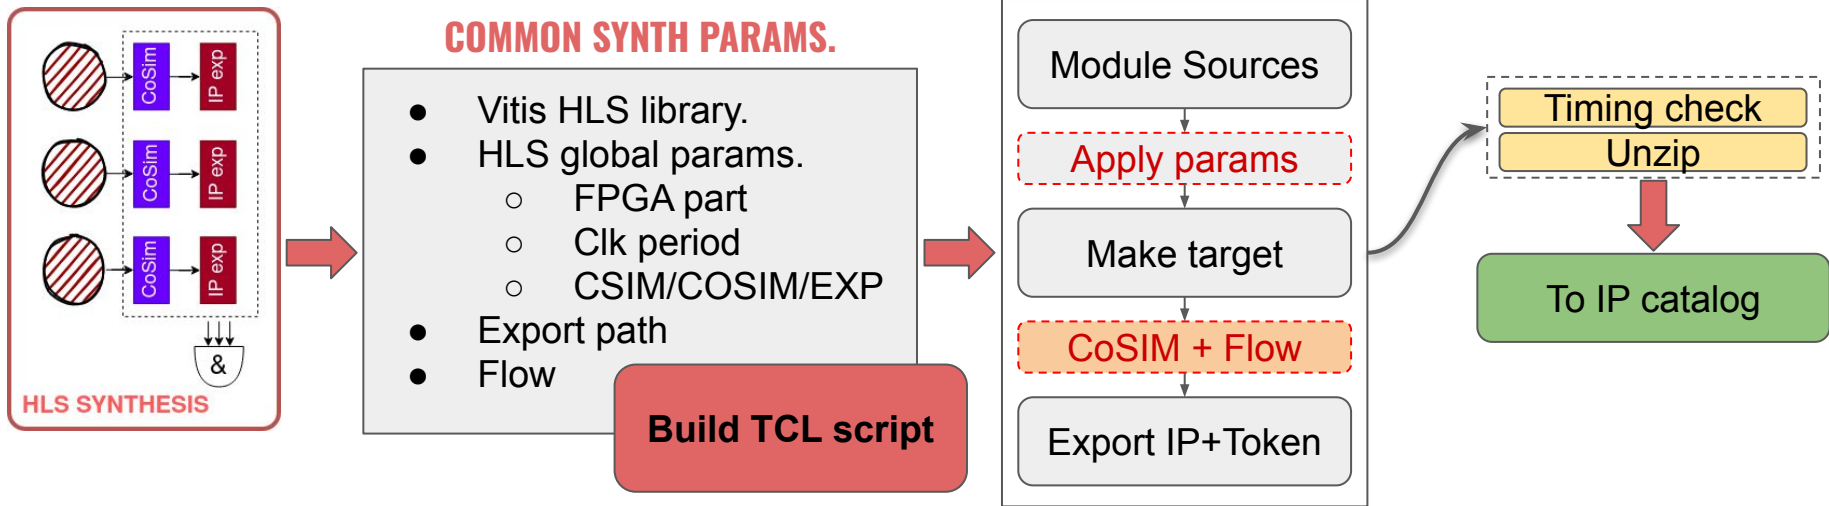 CoSim
IP exp
CoSim
IP exp
CoSim
IP exp
&
HLS SYNTHESIS
COMMON SYNTH PARAMS.
● Vitis HLS library.
● HLS global params.
○ FPGA part
○ Clk period
○ CSIM/COSIM/EXP
● Export path
● Flow
Build TCL script
Module Sources
Apply params
Make target
CoSIM + Flow
Export IP+Token
Timing check
Unzip
To IP catalog